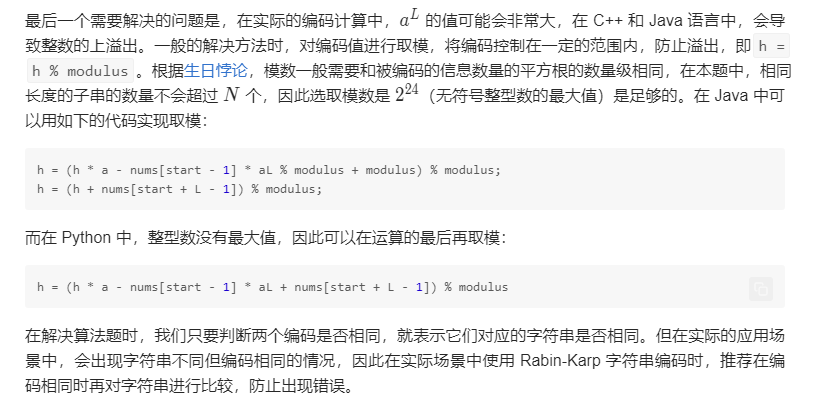 最后一个需要解决的问题是，在实际的编码计算中，a^L 的值可能会非常大，在 C++ 和 Java 语言中，会导
致整数的上溢出。一般的解决方法时，对编码值进行取模，将编码控制在一定的范围内，防止溢出，即 h =
h % modulus 。根据生日悖论，模数一般需要和被编码的信息数量的平方根的数量级相同，在本题中，相同
长度的子串的数量不会超过 N 个，因此选取模数是 2^24（无符号整型数的最大值）是足够的。在 Java 中可
以用如下的代码实现取模：
h = (h * a - nums[start - 1] * aL % modulus + modulus) % modulus;
h = (h + nums[start + L - 1]) % modulus;
而在 Python 中，整型数没有最大值，因此可以在运算的最后再取模：
h = (h * a - nums[start - 1] * aL + nums[start + L - 1]) % modulus
在解决算法题时，我们只要判断两个编码是否相同，就表示它们对应的字符串是否相同。但在实际的应用场
景中，会出现字符串不同但编码相同的情况，因此在实际场景中使用 Rabin-Karp 字符串编码时，推荐在编
码相同时再对字符串进行比较，防止出现错误。